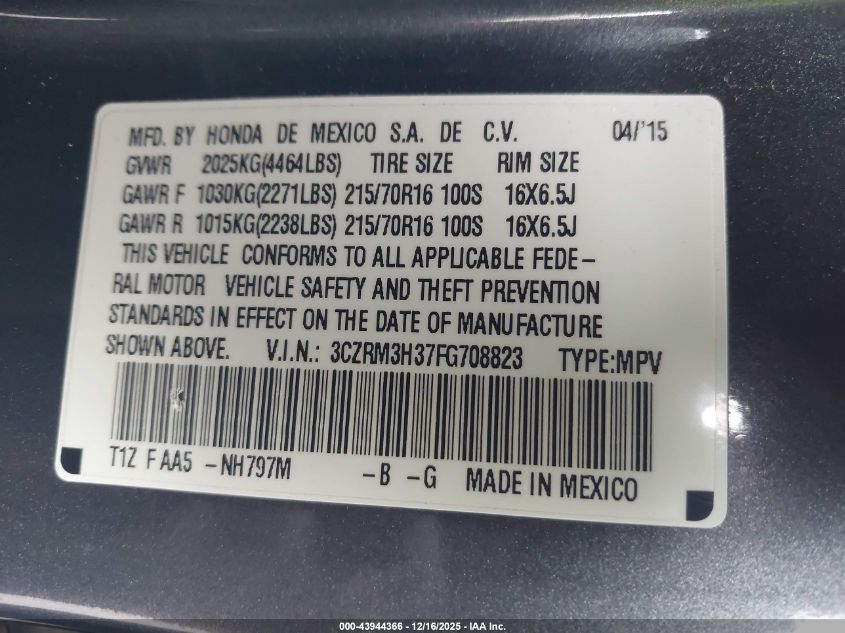 MFD. BY HONDA DE MEXICO S.A. DE C.V. 04/'15
GVWR 2025KG(4464LBS) TIRE SIZE RIM SIZE
GAWR F 1030KG(2271LBS) 215/70R16 100S 16X6.5J
GAWR R 1015KG(2238LBS) 215/70R16 100S 16X6.5J
THIS VEHICLE CONFORMS TO ALL APPLICABLE FEDE-
RAL MOTOR VEHICLE SAFETY AND THEFT PREVENTION
STANDARDS IN EFFECT ON THE DATE OF MANUFACTURE
SHOWN ABOVE. V.I.N.: 3CZRM3H37FG708823 TYPE:MPV
T1Z FAA5 -NH797M -B -G MADE IN MEXICO
000-43944366 - 12/16/2025 - IAA Inc.